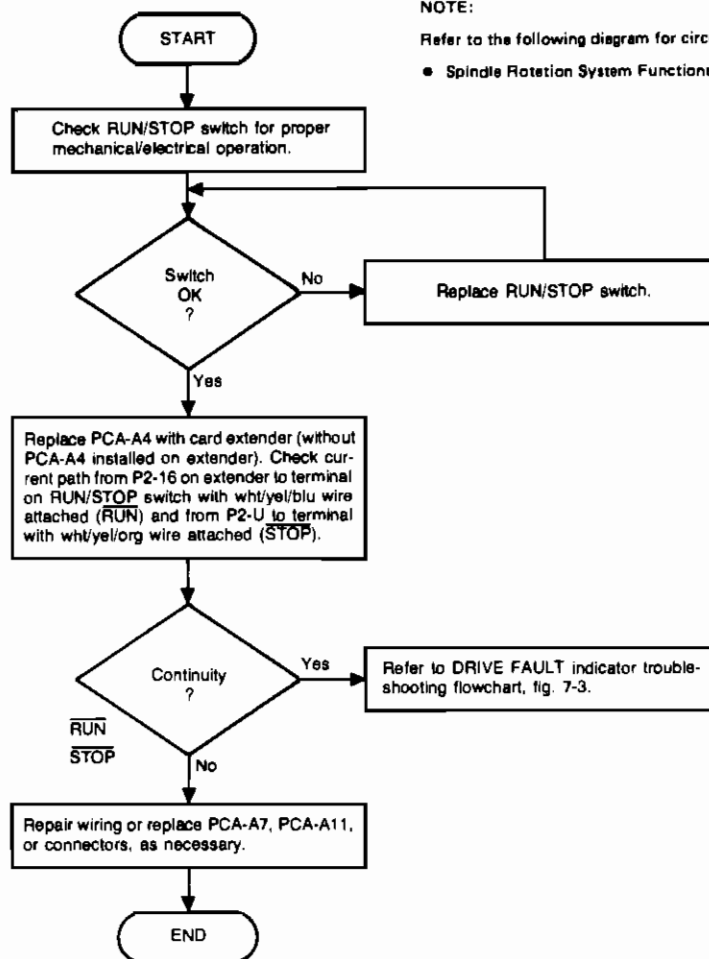 START
NOTE:
Refer to the following diagram for circ
● Spindle Rotation System Function
Check RUN/STOP switch for proper
mechanical/electrical operation.
Switch
OK
?
No
Replace RUN/STOP switch.
Yes
Replace PCA-A4 with card extender (without
PCA-A4 installed on extender). Check cur-
rent path from P2-16 on extender to terminal
on RUN/STOP switch with wht/yel/blu wire
attached (R̅U̅N̅) and from P2-U to terminal
with wht/yel/org wire attached (S̅T̅O̅P̅).
Continuity
?
Yes
Refer to DRIVE FAULT indicator trouble-
shooting flowchart, fig. 7-3.
R̅U̅N̅
S̅T̅O̅P̅
No
Repair wiring or replace PCA-A7, PCA-A11,
or connectors, as necessary.
END